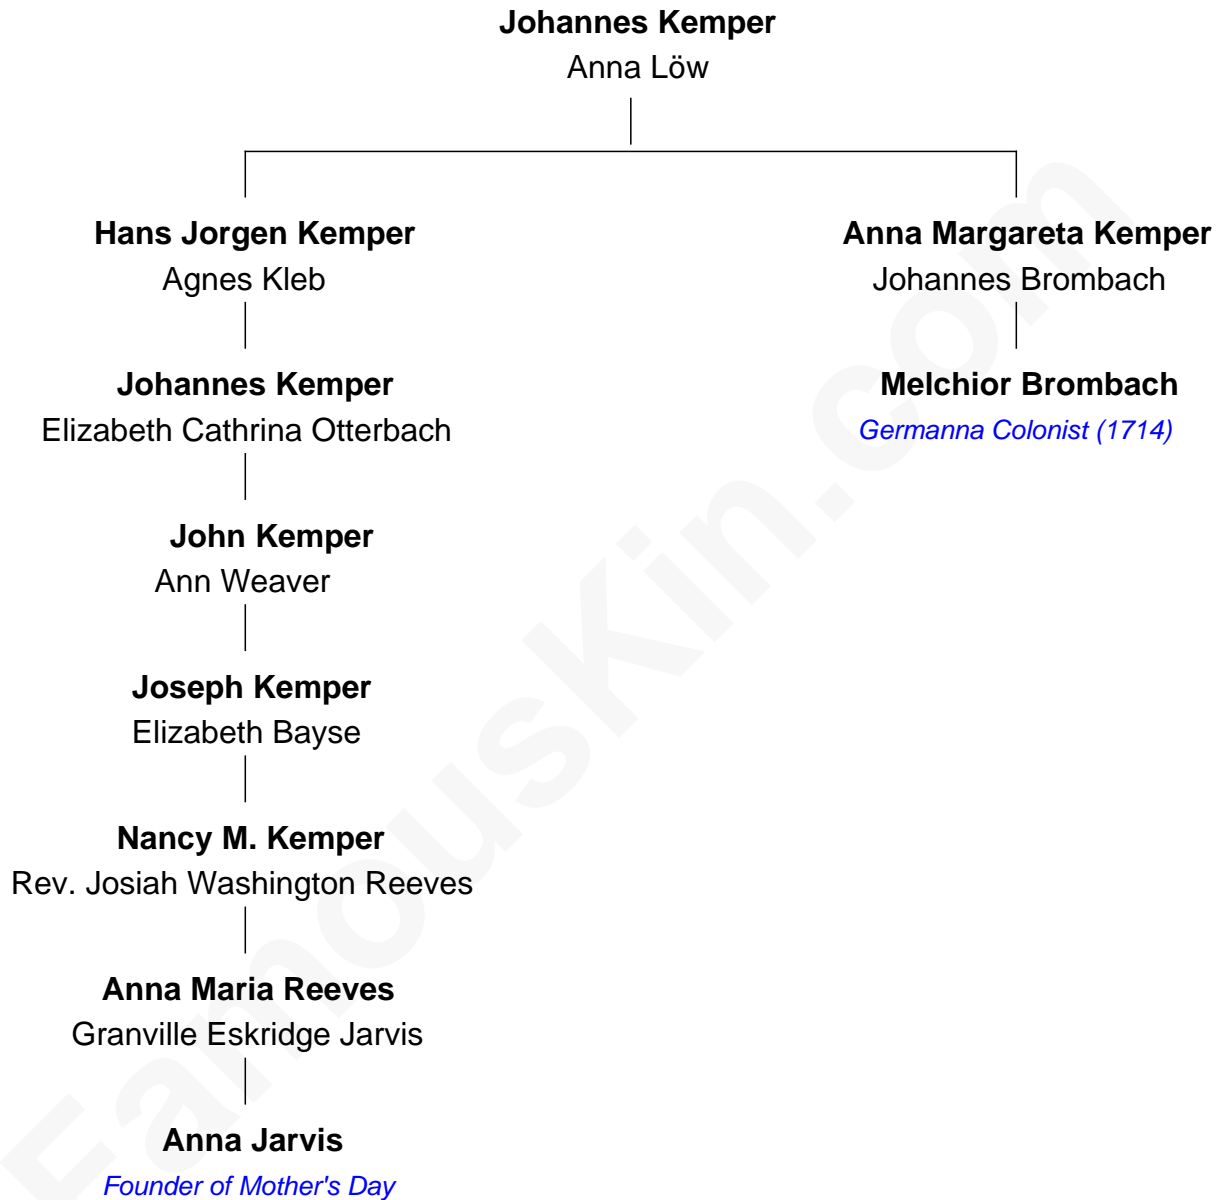 Johannes Kemper
Anna Löw
Hans Jorgen Kemper
Agnes Kleb
Anna Margareta Kemper
Johannes Brombach
Johannes Kemper
Elizabeth Cathrina Otterbach
Melchior Brombach
Germanna Colonist (1714)
John Kemper
Ann Weaver
Joseph Kemper
Elizabeth Bayse
Nancy M. Kemper
Rev. Josiah Washington Reeves
Anna Maria Reeves
Granville Eskridge Jarvis
Anna Jarvis
Founder of Mother's Day
FamousKin.com